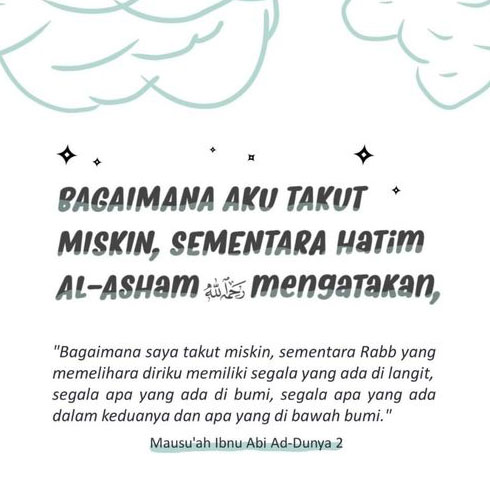 BAGAIMANA AKU TAKUT
MISKIN, SEMENTARA HATIM
AL-ASHAM رحمه الله mengatakan,
"Bagaimana saya takut miskin, sementara Rabb yang
memelihara diriku memiliki segala yang ada di langit,
segala apa yang ada di bumi, segala apa yang ada
dalam keduanya dan apa yang di bawah bumi."
Mausu'ah Ibnu Abi Ad-Dunya 2